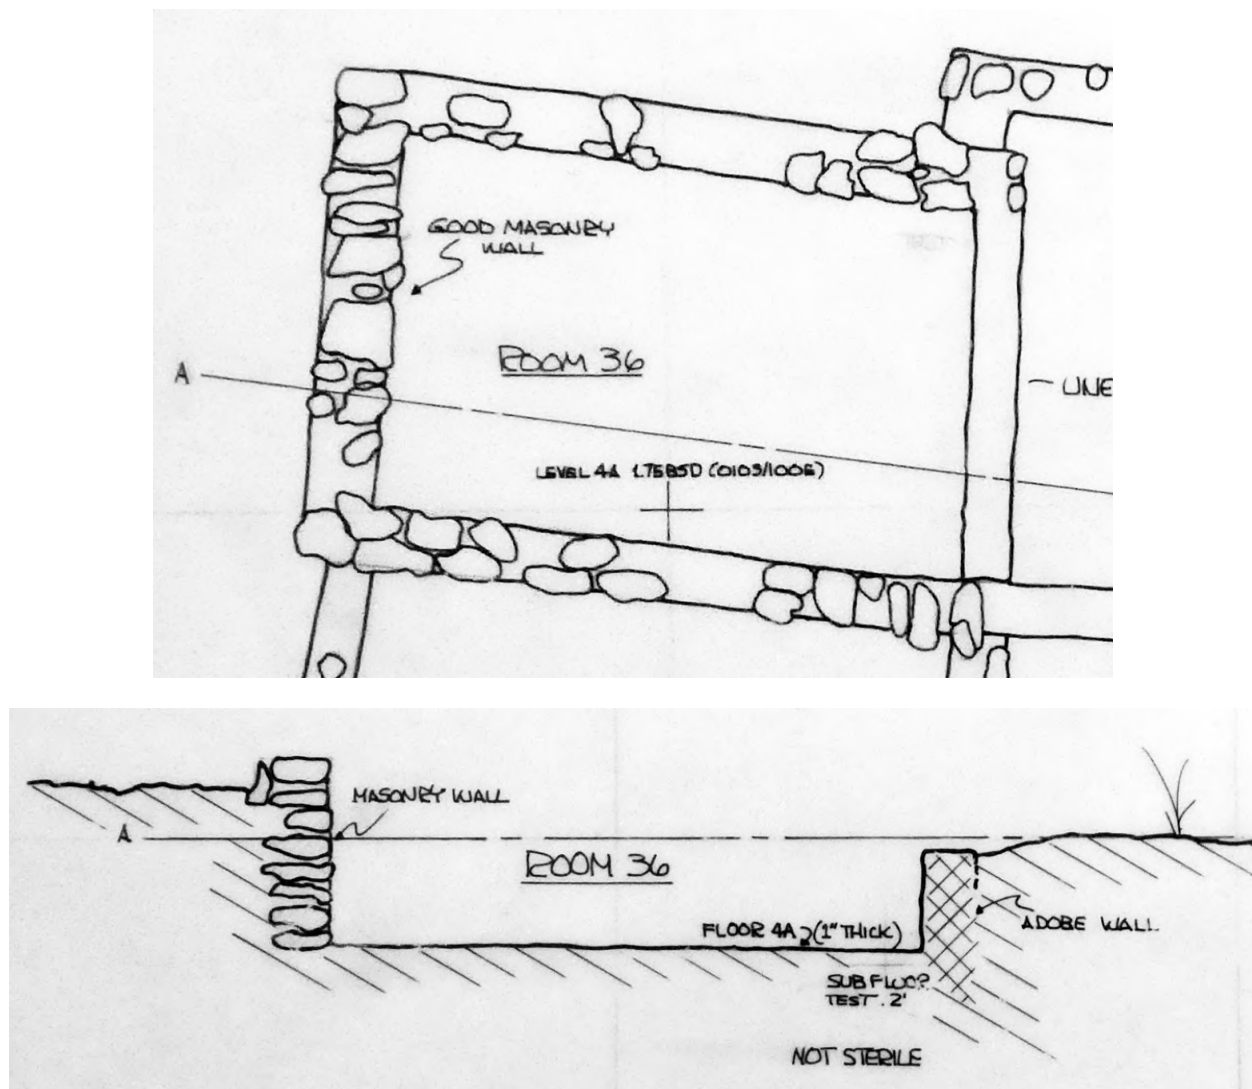 GOOD MASONRY
WALL
ROOM 36
A
UNE
LEVEL 4A 1.75BSD (0103/1006)
MASONRY WALL
A
ROOM 36
FLOOR 4A (1" THICK)
ADOBE WALL
SUB FLOOR
TEST .2'
NOT STERILE